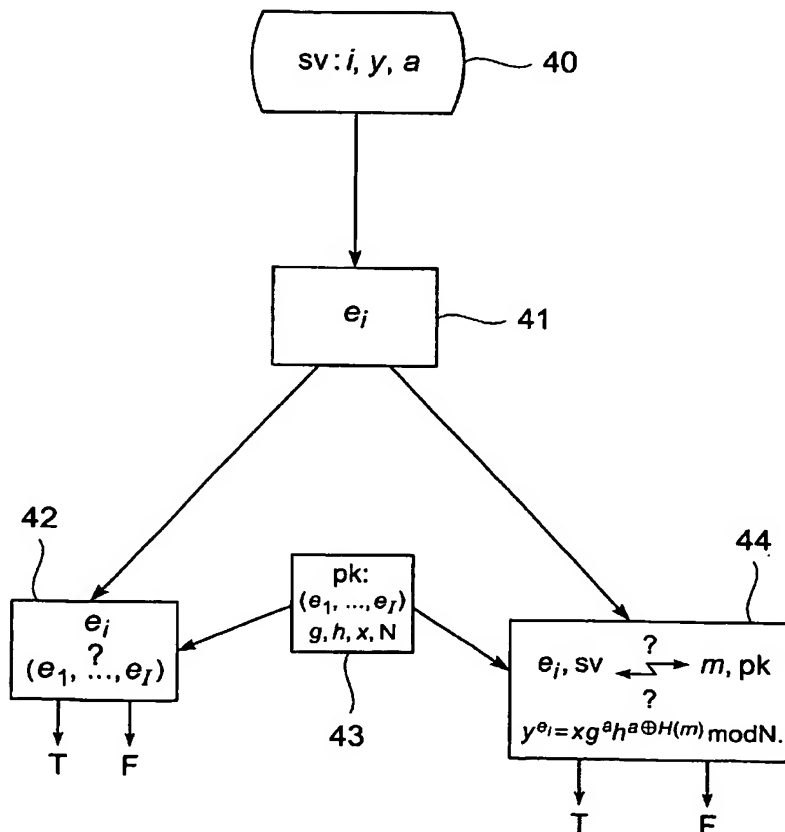 sv: i, y, a
40
e_i
41
42
e_i
?
(e_1, ...,e_I)
T F
pk:
(e_1, ...,e_I)
g, h, x, N
43
44
?
e_i, sv m, pk
?
y^{e_i}=xg^ah^{a⊕H(m)} modN.
T F